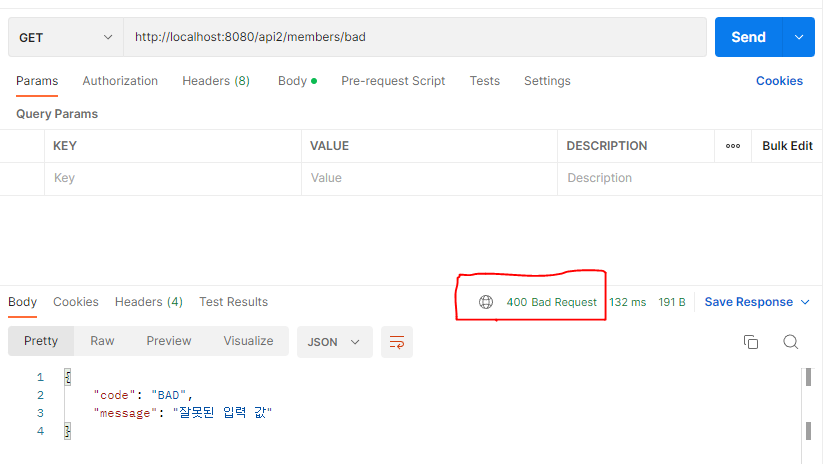 GET http://localhost:8080/api2/members/bad Send
Params Authorization Headers (8) Body Pre-request Script Tests Settings Cookies
Query Params
KEY VALUE DESCRIPTION ooo Bulk Edit
Key Value Description
Body Cookies Headers (4) Test Results 400 Bad Request 132 ms 191 B Save Response
Pretty Raw Preview Visualize JSON
1 {
2 "code": "BAD",
3 "message": "잘못된 입력 값"
4 }